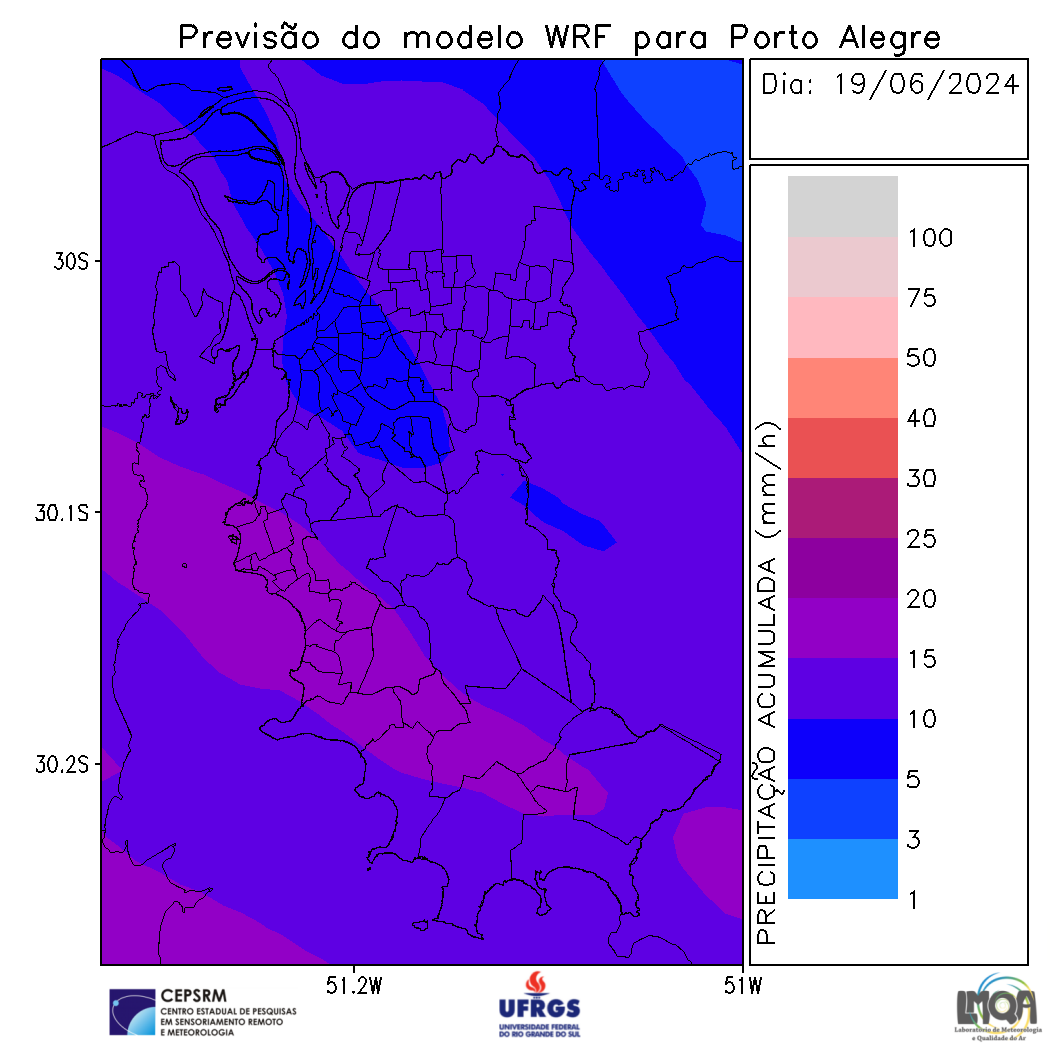 Previsão do modelo WRF para Porto Alegre
Dia: 19/06/2024
30S
30.1S
30.2S
51.2W
51W
PRECIPITAÇÃO ACUMULADA (mm/h)
100
75
50
40
30
25
20
15
10
5
3
1
CEPSRM
CENTRO ESTADUAL DE PESQUISAS
EM SENSORIAMENTO REMOTO
E METEOROLOGIA
UFRGS
UNIVERSIDADE FEDERAL
DO RIO GRANDE DO SUL
LMQA
Laboratório de Meteorologia
e Qualidade do Ar